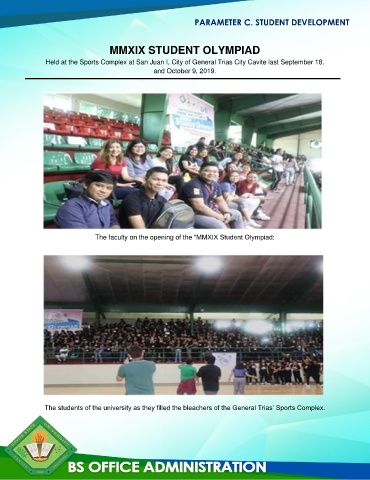 PARAMETER C. STUDENT DEVELOPMENT
MMXIX STUDENT OLYMPIAD
Held at the Sports Complex at San Juan I, City of General Trias City Cavite last September 18,
and October 9, 2019.
The faculty on the opening of the "MMXIX Student Olympiad:
The students of the university as they filled the bleachers of the General Trias' Sports Complex.
BS OFFICE ADMINISTRATION